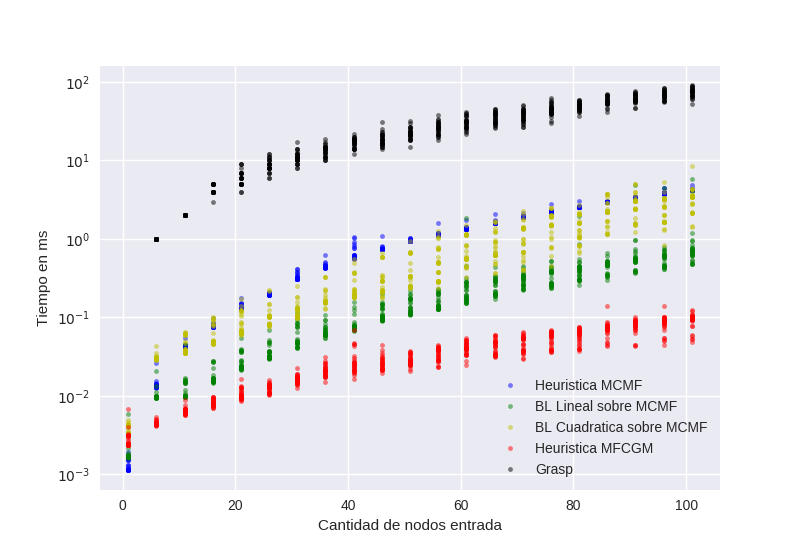 10²
10¹
10⁰
10⁻¹
10⁻²
10⁻³
Tiempo en ms
Heuristica MCMF
BL Lineal sobre MCMF
BL Cuadratica sobre MCMF
Heuristica MFCGM
Grasp
0 20 40 60 80 100
Cantidad de nodos entrada